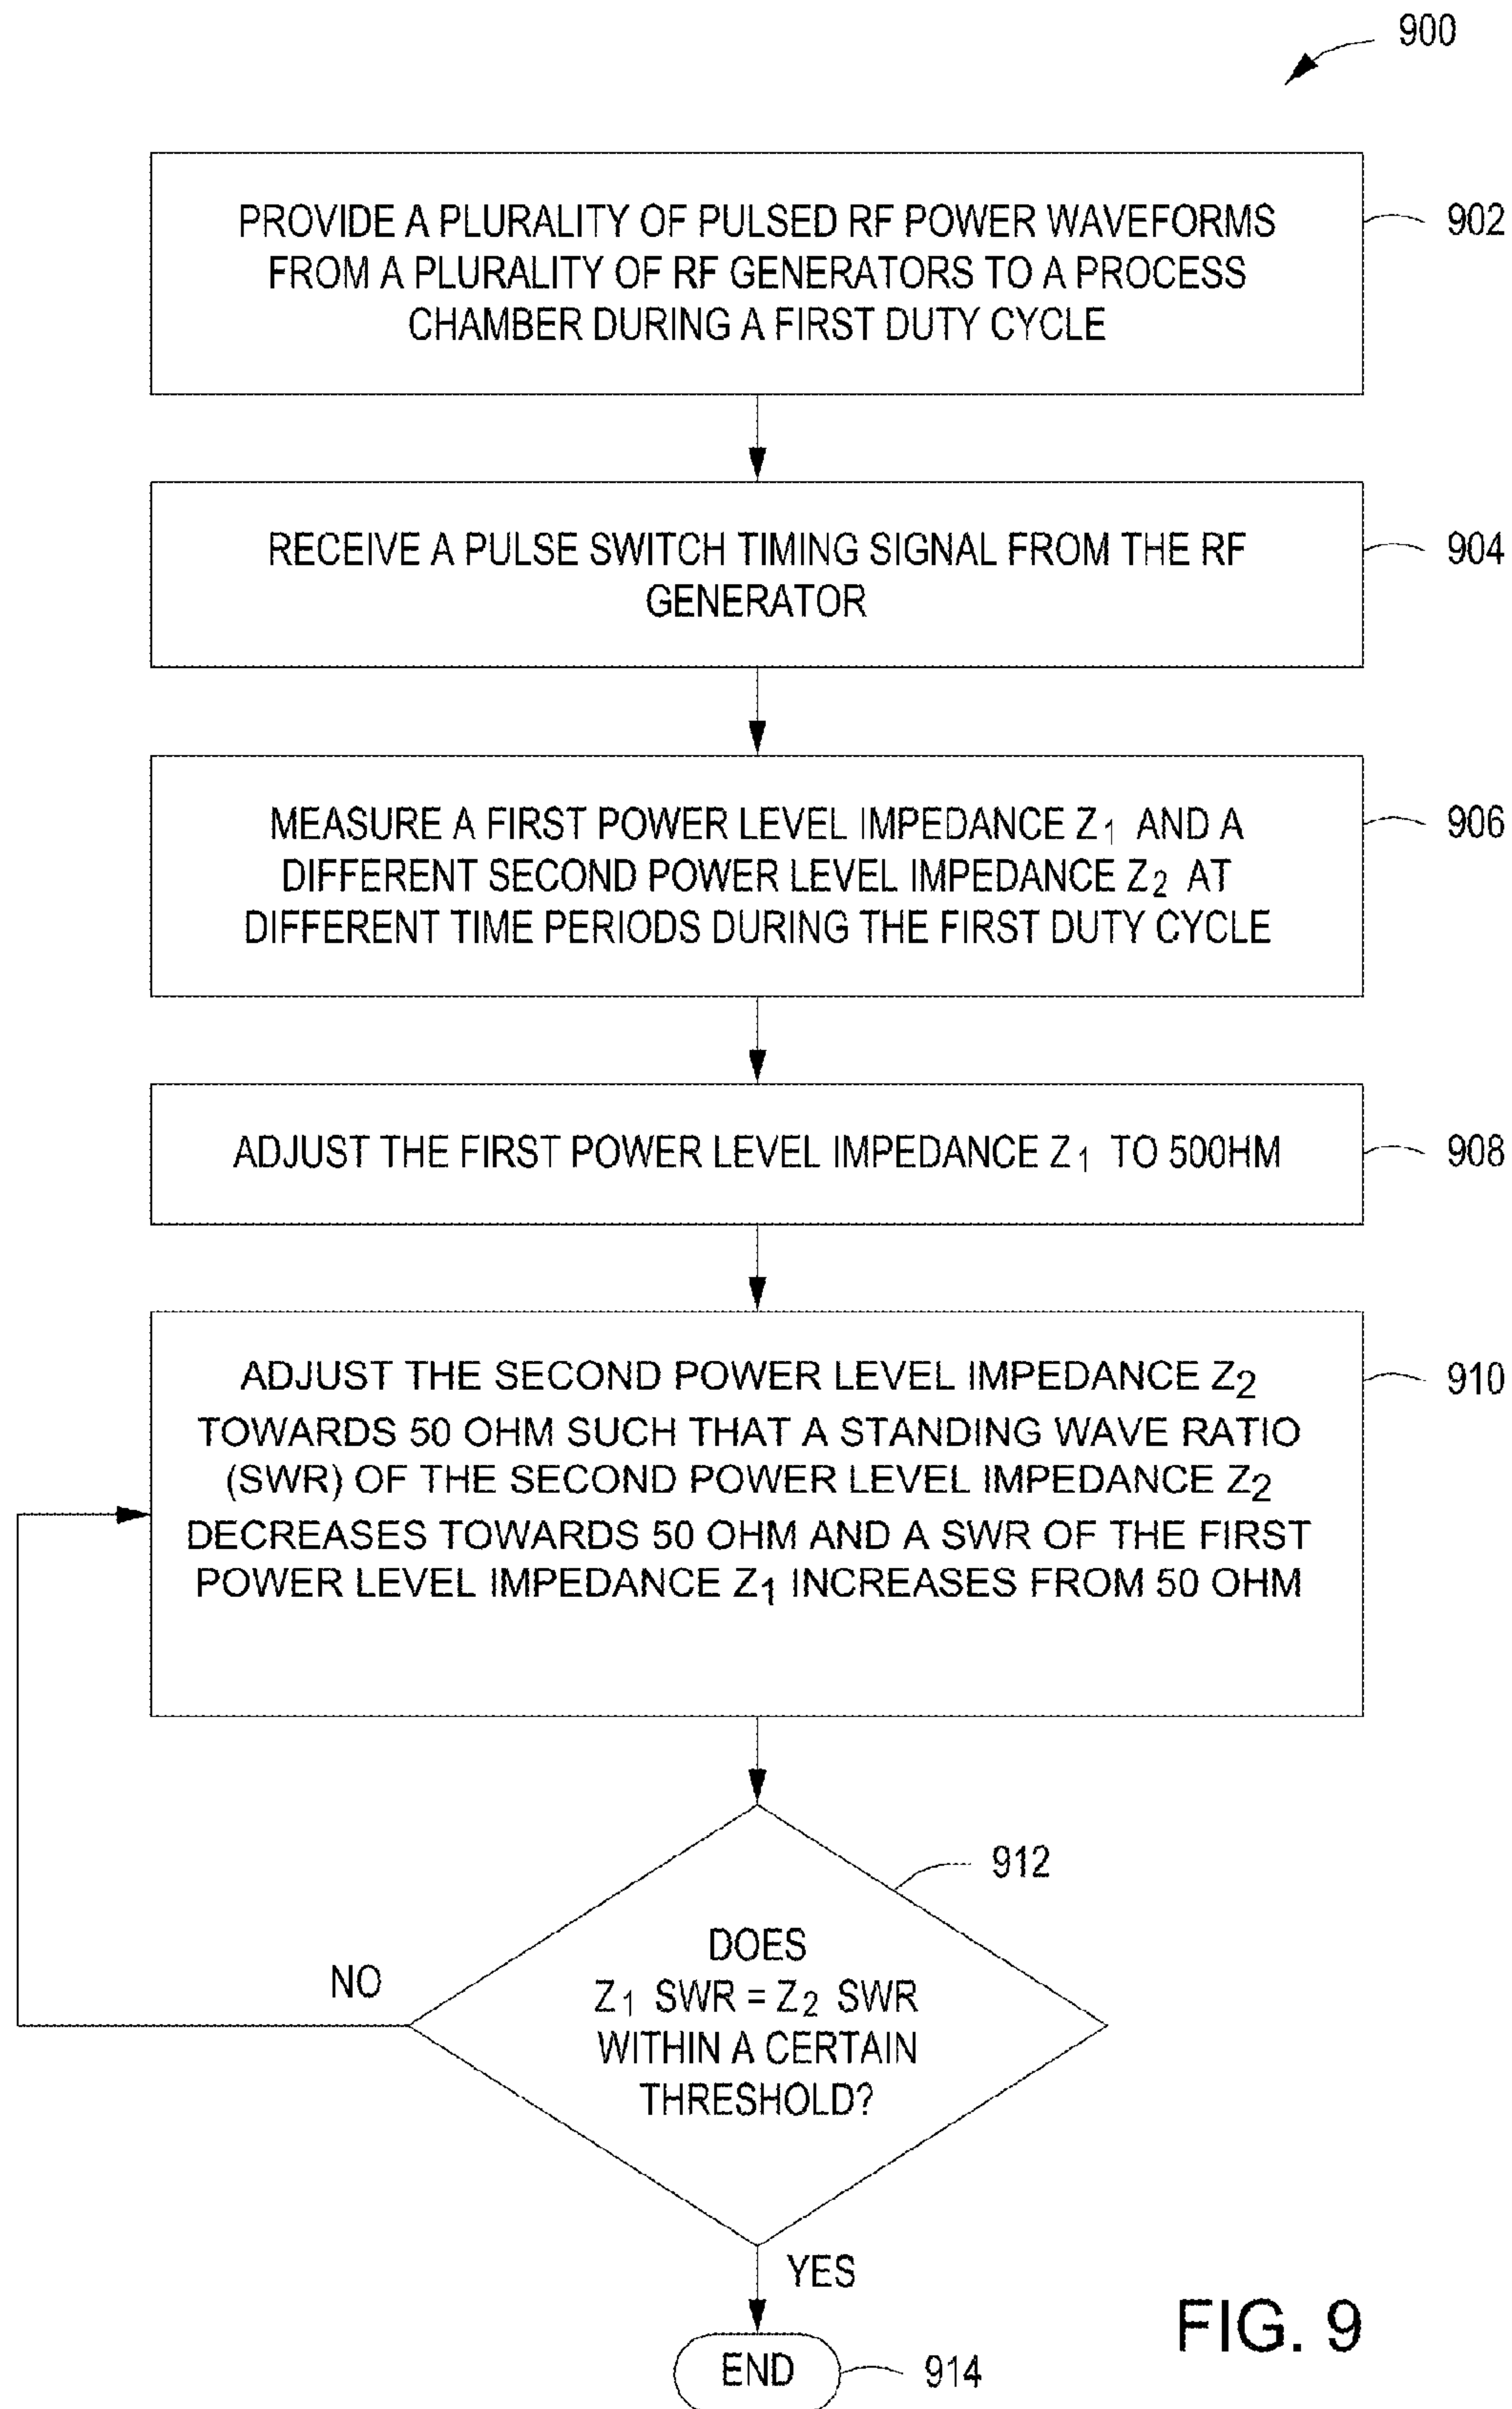 900
PROVIDE A PLURALITY OF PULSED RF POWER WAVEFORMS
FROM A PLURALITY OF RF GENERATORS TO A PROCESS
CHAMBER DURING A FIRST DUTY CYCLE
902
RECEIVE A PULSE SWITCH TIMING SIGNAL FROM THE RF
GENERATOR
904
MEASURE A FIRST POWER LEVEL IMPEDANCE Z1 AND A
DIFFERENT SECOND POWER LEVEL IMPEDANCE Z2 AT
DIFFERENT TIME PERIODS DURING THE FIRST DUTY CYCLE
906
ADJUST THE FIRST POWER LEVEL IMPEDANCE Z1 TO 50OHM
908
ADJUST THE SECOND POWER LEVEL IMPEDANCE Z2
TOWARDS 50 OHM SUCH THAT A STANDING WAVE RATIO
(SWR) OF THE SECOND POWER LEVEL IMPEDANCE Z2
DECREASES TOWARDS 50 OHM AND A SWR OF THE FIRST
POWER LEVEL IMPEDANCE Z1 INCREASES FROM 50 OHM
910
912
DOES
Z1 SWR = Z2 SWR
WITHIN A CERTAIN
THRESHOLD?
NO
YES
END
914
FIG. 9